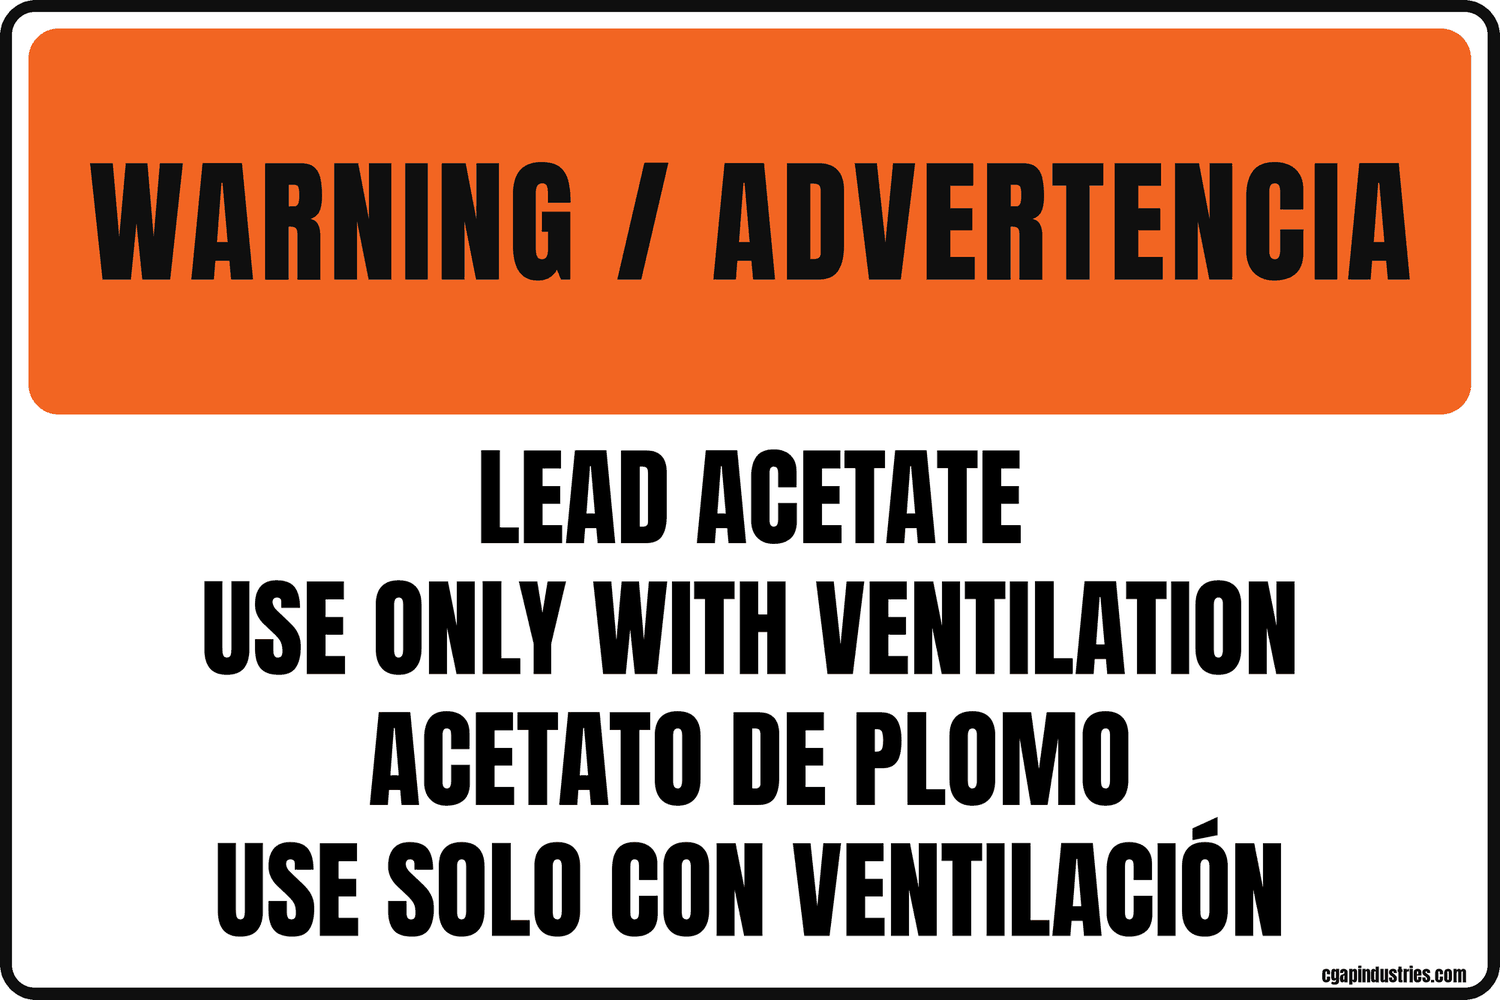 WARNING / ADVERTENCIA
LEAD ACETATE
USE ONLY WITH VENTILATION
ACETATO DE PLOMO
USE SOLO CON VENTILACIÓN
cgapindustries.com